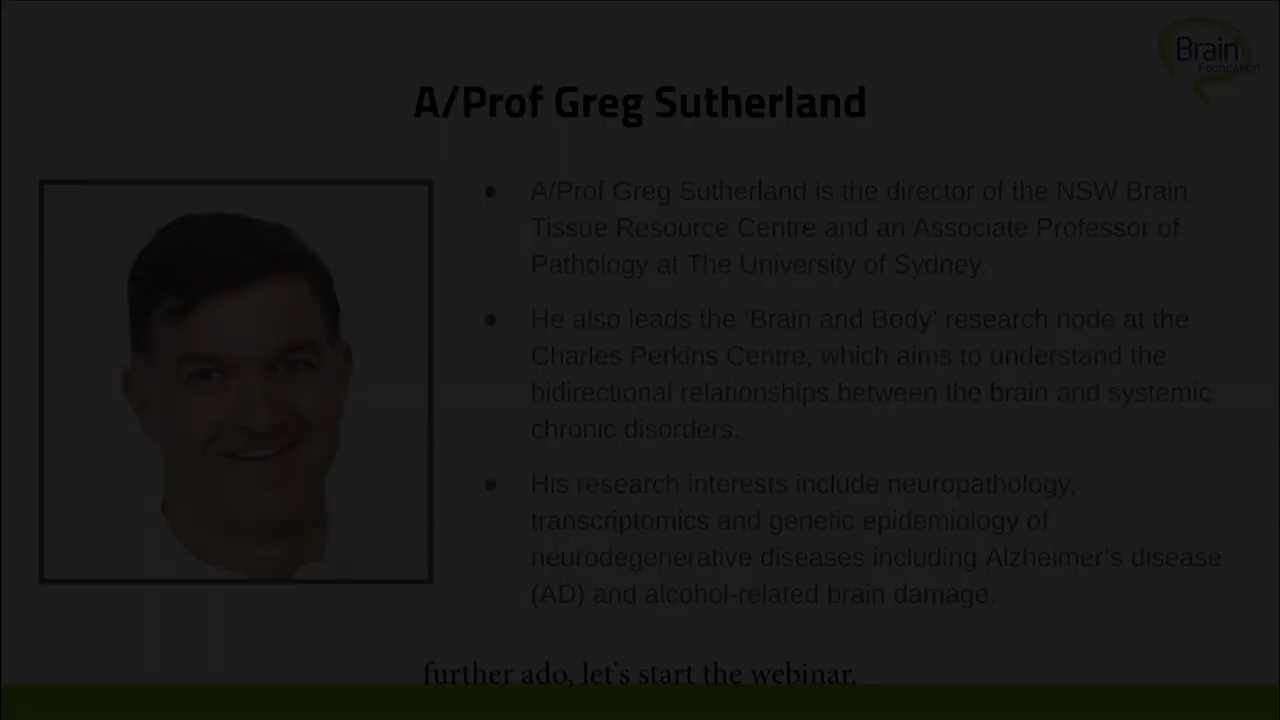 Brain
Foundation
A/Prof Greg Sutherland
● A/Prof Greg Sutherland is the director of the NSW Brain
Tissue Resource Centre and an Associate Professor of
Pathology at The University of Sydney.
● He also leads the 'Brain and Body' research node at the
Charles Perkins Centre, which aims to understand the
bidirectional relationships between the brain and systemic
chronic disorders.
● His research interests include neuropathology,
transcriptomics and genetic epidemiology of
neurodegenerative diseases including Alzheimer's disease
(AD) and alcohol-related brain damage.
further ado, let's start the webinar.